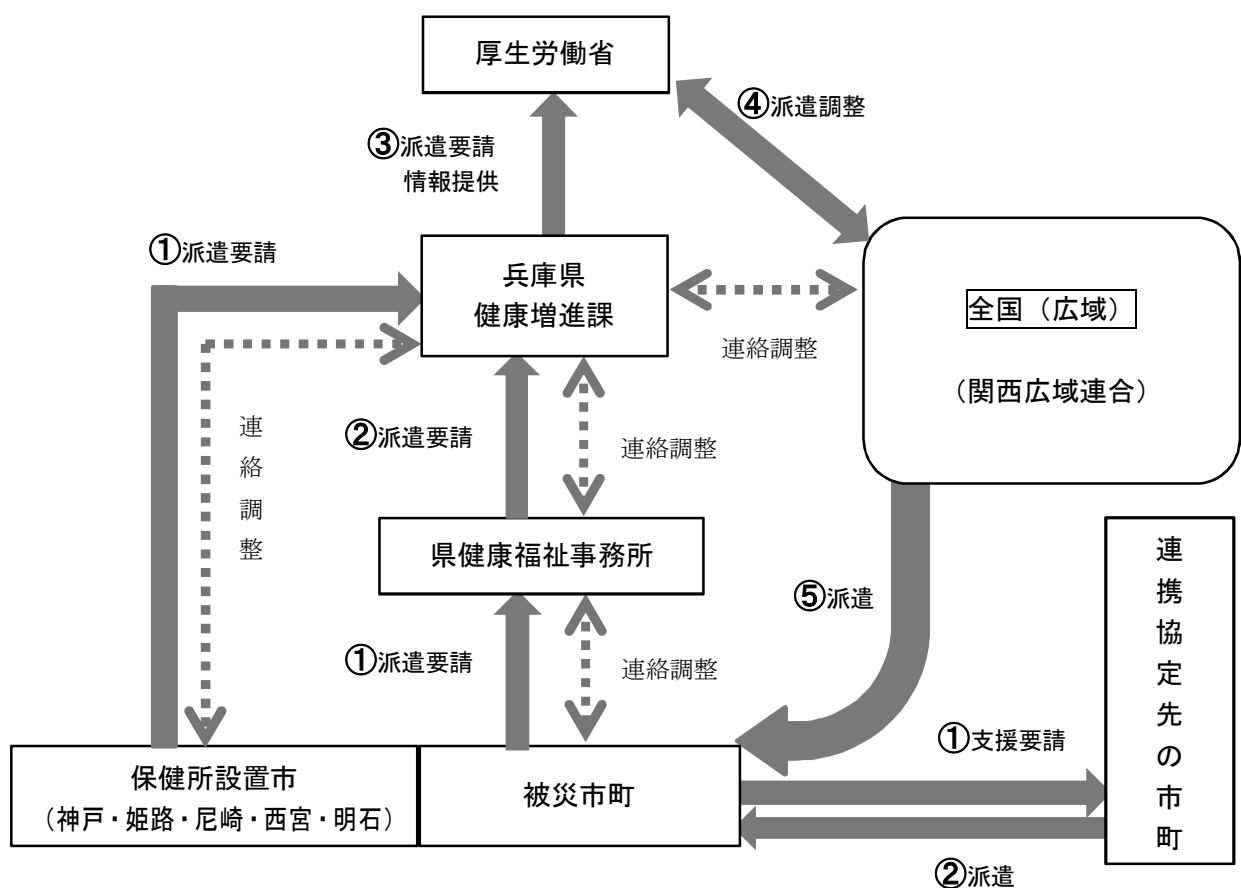 厚生労働省
④派遣調整
③派遣要請
情報提供
①派遣要請
兵庫県
健康増進課
連絡調整
全国（広域）
（関西広域連合）
連絡調整
②派遣要請
連絡調整
県健康福祉事務所
連携協定先の市町
⑤派遣
①派遣要請
連絡調整
①支援要請
保健所設置市
（神戸・姫路・尼崎・西宮・明石）
被災市町
②派遣